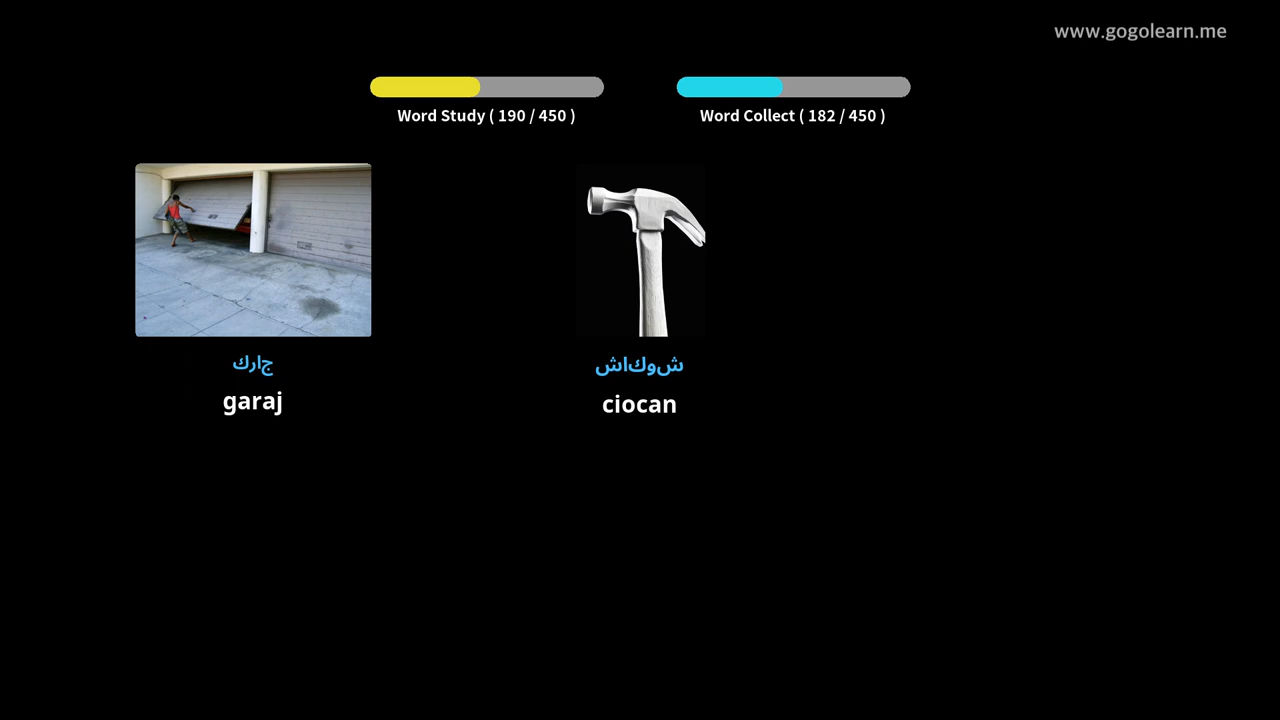 www.gogolearn.me
Word Study ( 190 / 450 )
Word Collect ( 182 / 450 )
جارك
garaj
شوكاش
ciocan